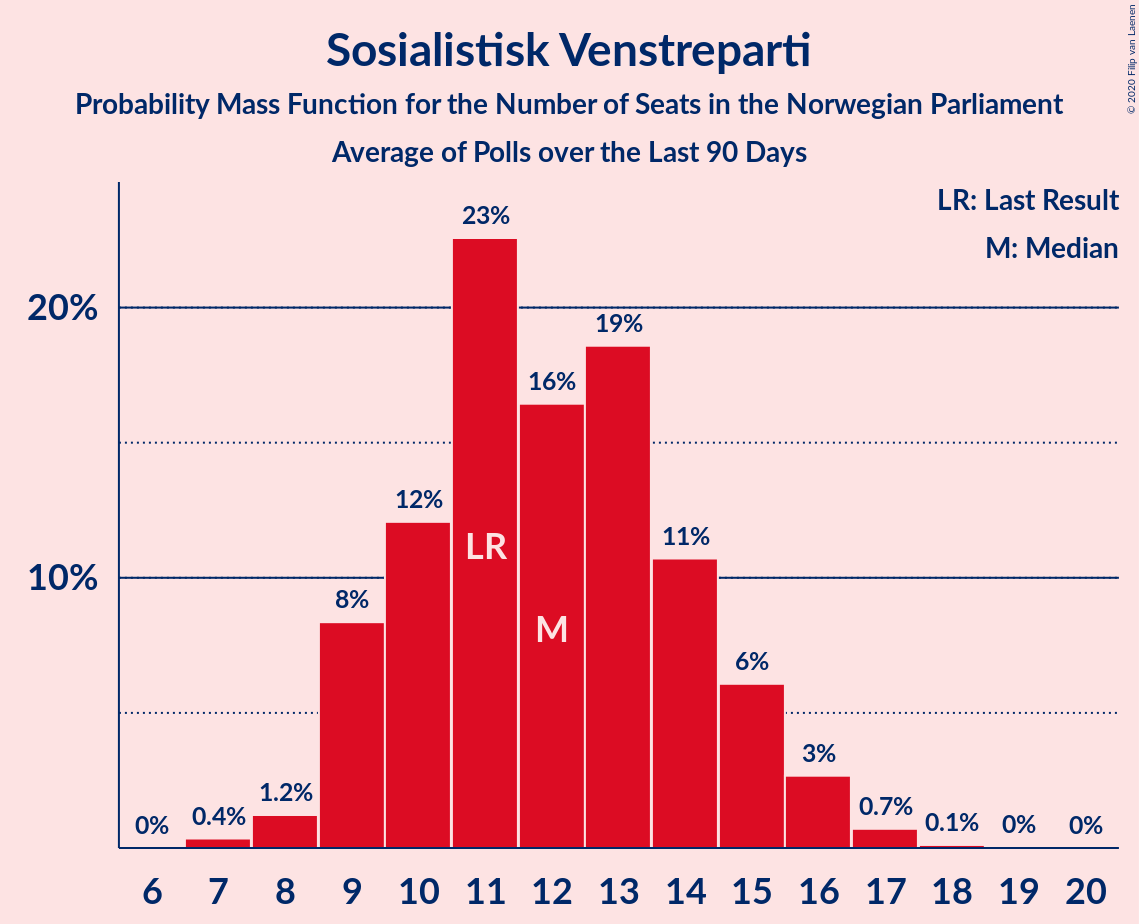 Sosialistisk Venstreparti
Probability Mass Function for the Number of Seats in the Norwegian Parliament
Average of Polls over the Last 90 Days
© 2020 Filip van Laenen
LR: Last Result
M: Median
20%
10%
0%
0.4%
1.2%
8%
12%
23%
16%
19%
11%
6%
3%
0.7%
0.1%
0%
0%
LR
M
6 7 8 9 10 11 12 13 14 15 16 17 18 19 20